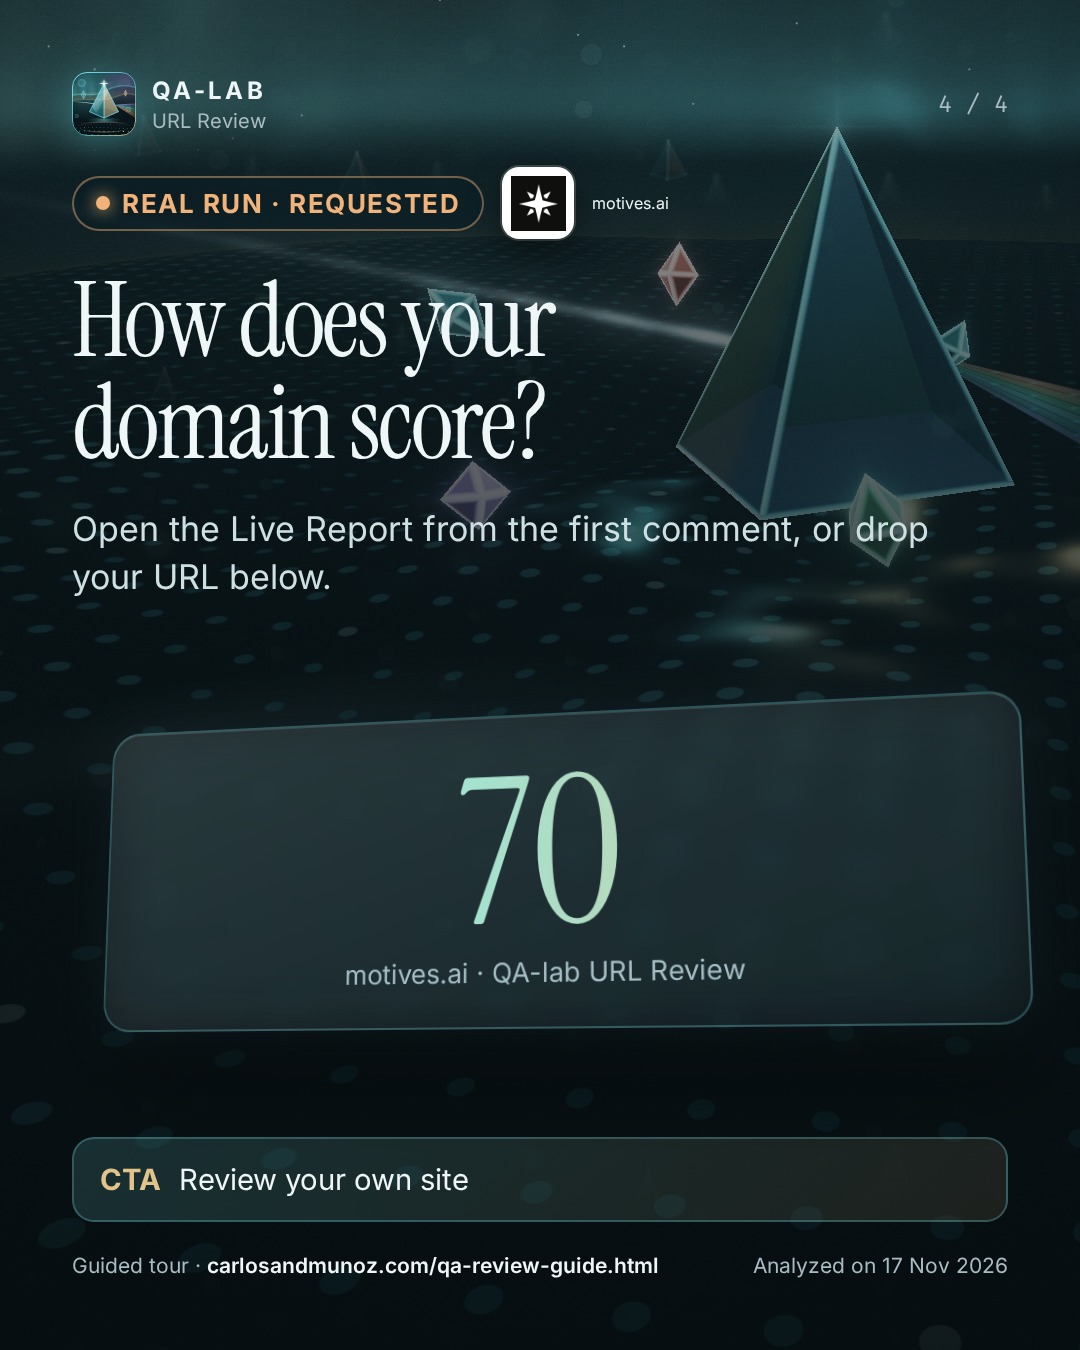 QA-LAB
URL Review
4 / 4
REAL RUN · REQUESTED
motives.ai
How does your
domain score?
Open the Live Report from the first comment, or drop
your URL below.
70
motives.ai · QA-lab URL Review
CTA Review your own site
Guided tour · carlosandmunoz.com/qa-review-guide.html
Analyzed on 17 Nov 2026